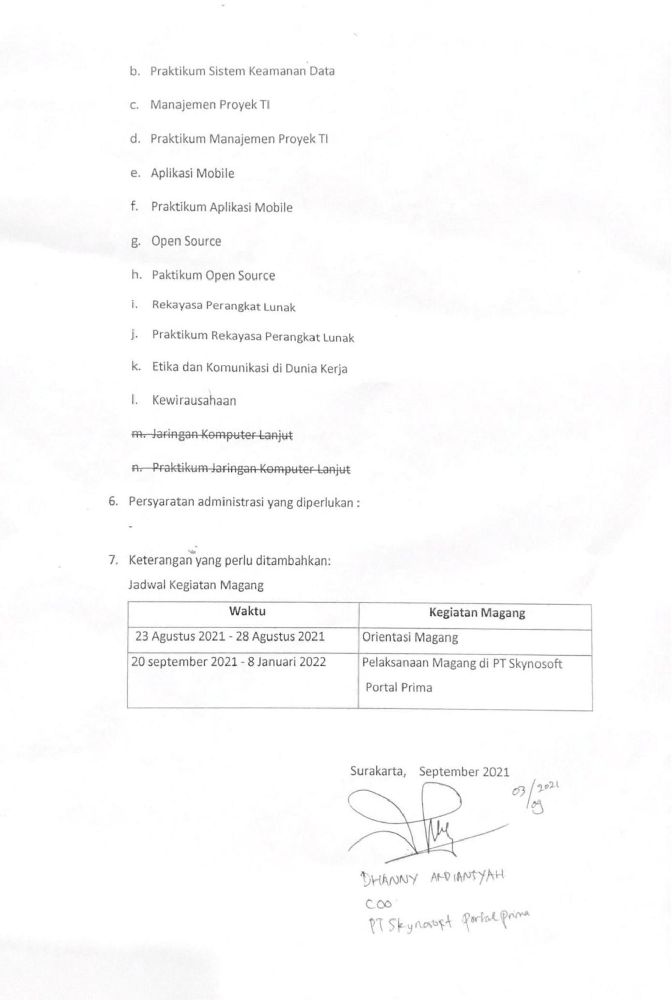 b. Praktikum Sistem Keamanan Data
c. Manajemen Proyek TI
d. Praktikum Manajemen Proyek TI
e. Aplikasi Mobile
f. Praktikum Aplikasi Mobile
g. Open Source
h. Paktikum Open Source
i. Rekayasa Perangkat Lunak
j. Praktikum Rekayasa Perangkat Lunak
k. Etika dan Komunikasi di Dunia Kerja
l. Kewirausahaan
m. Jaringan Komputer Lanjut
n. Praktikum Jaringan Komputer Lanjut
6. Persyaratan administrasi yang diperlukan :
-
7. Keterangan yang perlu ditambahkan:
Jadwal Kegiatan Magang
Waktu Kegiatan Magang
23 Agustus 2021 - 28 Agustus 2021 Orientasi Magang
20 september 2021 - 8 Januari 2022 Pelaksanaan Magang di PT Skynosoft
Portal Prima
Surakarta, September 2021
03/09/2021
DHANNY ARDIANSYAH
COO
PT Skynosoft Portal Prima